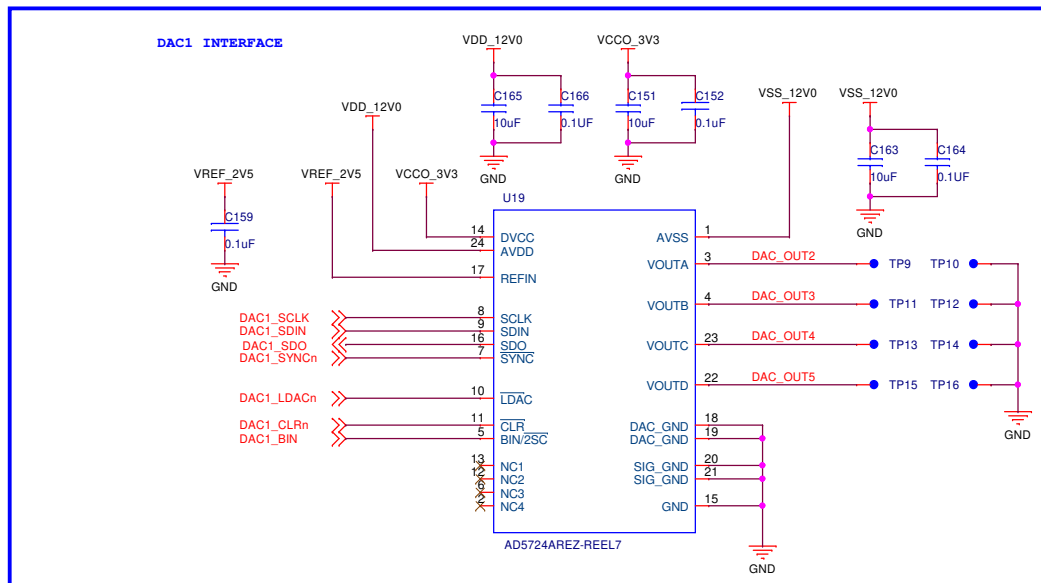 DAC1 INTERFACE
VDD_12V0
VCCO_3V3
C165
10uF
C166
0.1UF
C151
10uF
C152
0.1uF
GND
GND
VDD_12V0
VSS_12V0
VSS_12V0
C163
10uF
C164
0.1UF
GND
VREF_2V5
C159
0.1uF
GND
VREF_2V5
VCCO_3V3
U19
14 DVCC
24 AVDD
17 REFIN
DAC1_SCLK 8 SCLK
DAC1_SDIN 9 SDIN
DAC1_SDO 16 SDO
DAC1_SYNCn 7 SYNC
DAC1_LDACn 10 LDAC
DAC1_CLRn 11 CLR
DAC1_BIN 5 BIN/2SC
13 NC1
12 NC2
6 NC3
2 NC4
AVSS 1
VOUTA 3 DAC_OUT2 TP9 TP10
VOUTB 4 DAC_OUT3 TP11 TP12
VOUTC 23 DAC_OUT4 TP13 TP14
VOUTD 22 DAC_OUT5 TP15 TP16
GND
DAC_GND 18
DAC_GND 19
SIG_GND 20
SIG_GND 21
GND 15
GND
AD5724AREZ-REEL7